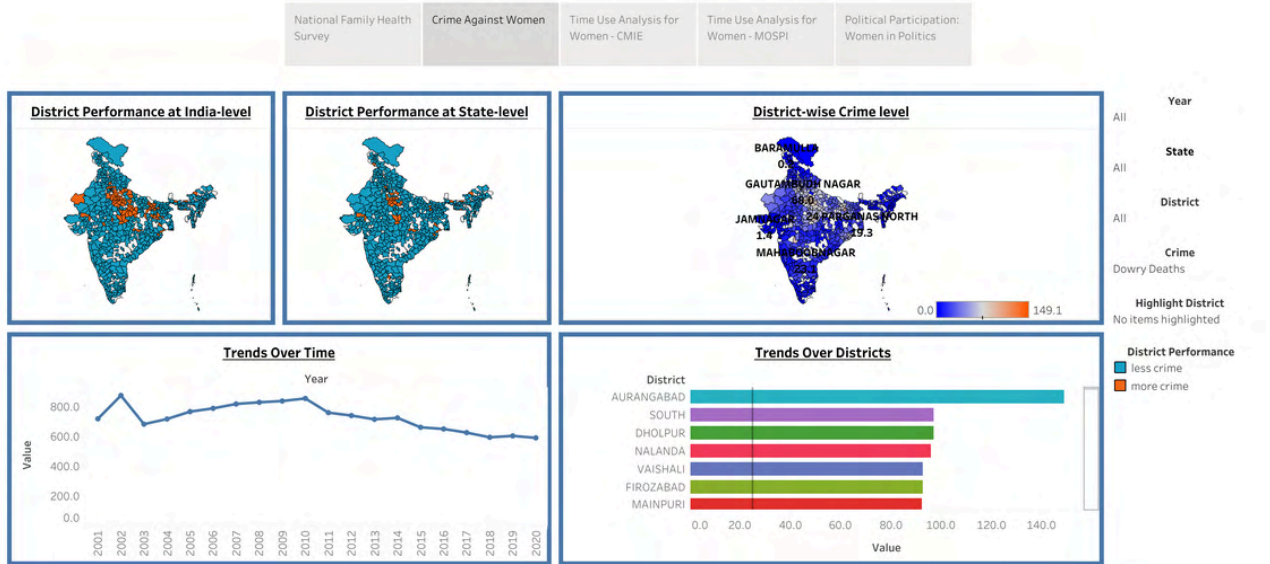 National Family Health
Survey
Crime Against Women
Time Use Analysis for
Women - CMIE
Time Use Analysis for
Women - MOSPI
Political Participation:
Women in Politics
District Performance at India-level
District Performance at State-level
District-wise Crime level
BARAMULLA
GAUTAMBUDH NAGAR
68.0
JAMNAGAR
24 PARGANAS NORTH
1.4
19.3
MAHABOOBNAGAR
23.1
0.0
149.1
Year
All
State
All
District
All
Crime
Dowry Deaths
Highlight District
No items highlighted
District Performance
less crime
more crime
Trends Over Time
Year
Value
800.0
600.0
400.0
200.0
0.0
2001
2002
2003
2004
2005
2006
2007
2008
2009
2010
2011
2012
2013
2014
2015
2016
2017
2018
2019
2020
Trends Over Districts
District
AURANGABAD
SOUTH
DHOLPUR
NALANDA
VAISHALI
FIROZABAD
MAINPURI
0.0 20.0 40.0 60.0 80.0 100.0 120.0 140.0
Value